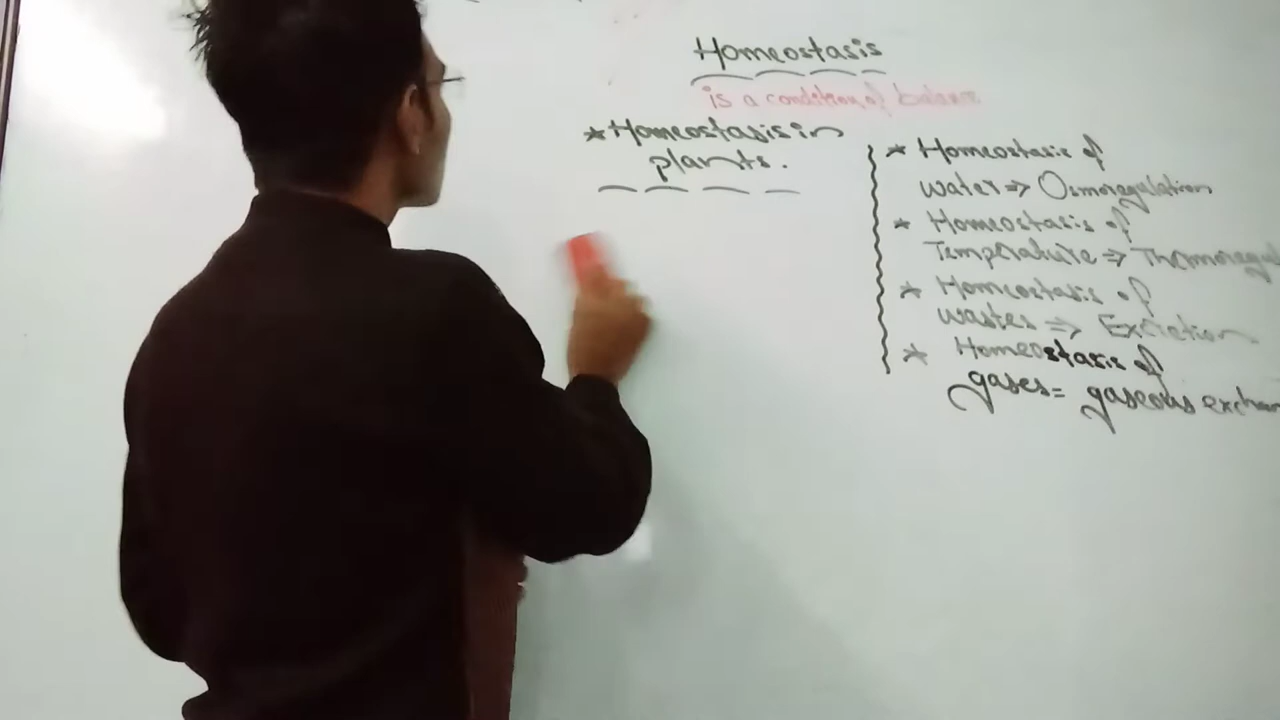 Homeostasis
is a condition of balance
* Homeostasis in
plants.
* Homeostasis of
water => Osmoregulation
* Homeostasis of
Temperature => Thermoregul
* Homeostasis of
wastes => Excretion
* Homeostasis of
gases = gaseous exchan